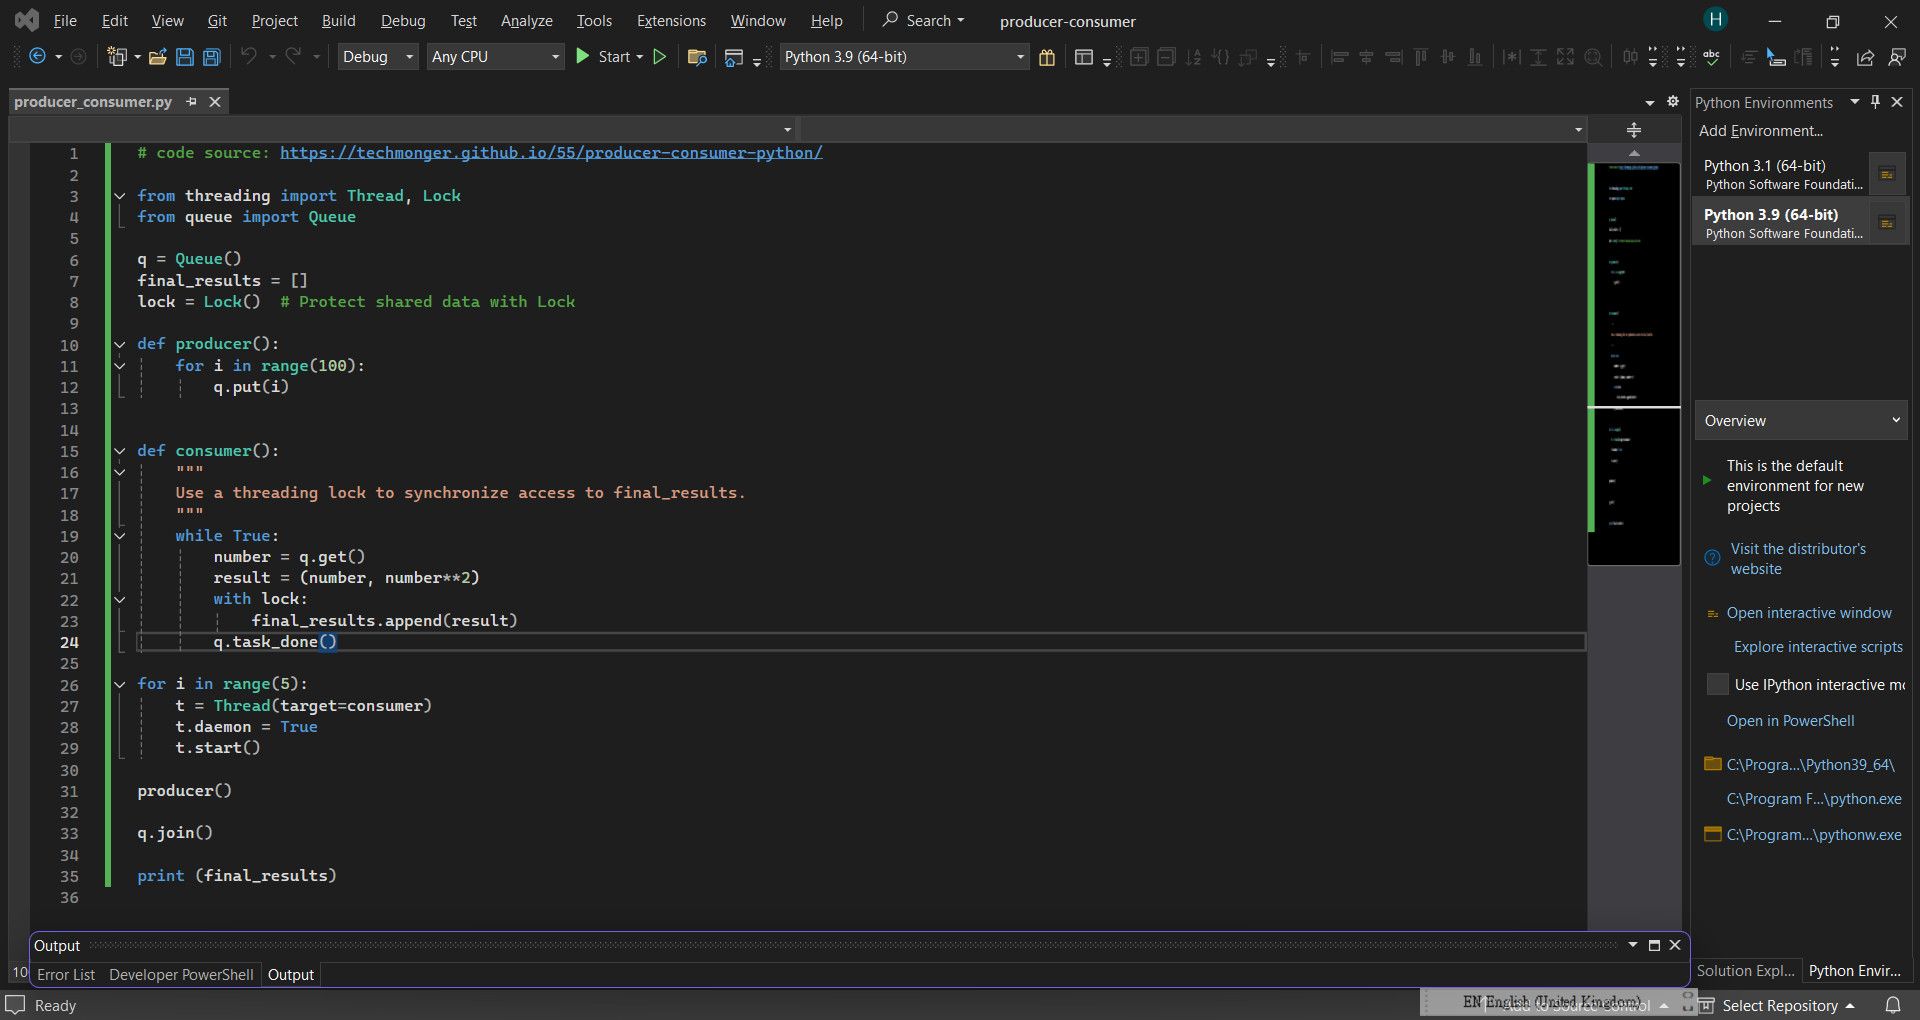 File Edit View Git Project Build Debug Test Analyze Tools Extensions Window Help Search producer-consumer H
Debug Any CPU Start Python 3.9 (64-bit)
producer_consumer.py
1 # code source: https://techmonger.github.io/55/producer-consumer-python/
2
3 from threading import Thread, Lock
4 from queue import Queue
5
6 q = Queue()
7 final_results = []
8 lock = Lock()  # Protect shared data with Lock
9
10 def producer():
11     for i in range(100):
12         q.put(i)
13
14
15 def consumer():
16     """
17     Use a threading lock to synchronize access to final_results.
18     """
19     while True:
20         number = q.get()
21         result = (number, number**2)
22         with lock:
23             final_results.append(result)
24         q.task_done()
25
26 for i in range(5):
27     t = Thread(target=consumer)
28     t.daemon = True
29     t.start()
30
31 producer()
32
33 q.join()
34
35 print (final_results)
36
Python Environments
Add Environment...
Python 3.1 (64-bit)
Python Software Foundati...
Python 3.9 (64-bit)
Python Software Foundati...
Overview
This is the default
environment for new
projects
Visit the distributor's
website
Open interactive window
Explore interactive scripts
Use IPython interactive mo
Open in PowerShell
C:\Progra...\Python39_64\
C:\Program F...\python.exe
C:\Program...\pythonw.exe
Solution Expl... Python Envir...
Output
10 Error List Developer PowerShell Output
Ready EN English (United Kingdom) Add to Source Control Select Repository